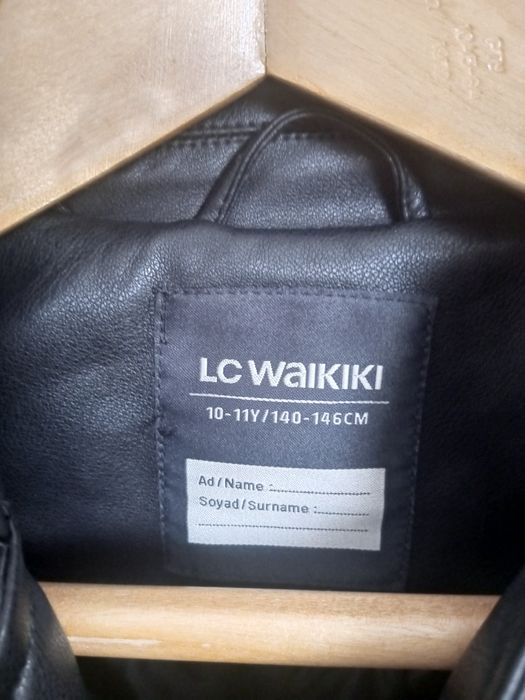 LC WAIKIKI
10-11Y/140-146CM
Ad/Name :
Soyad/Surname :